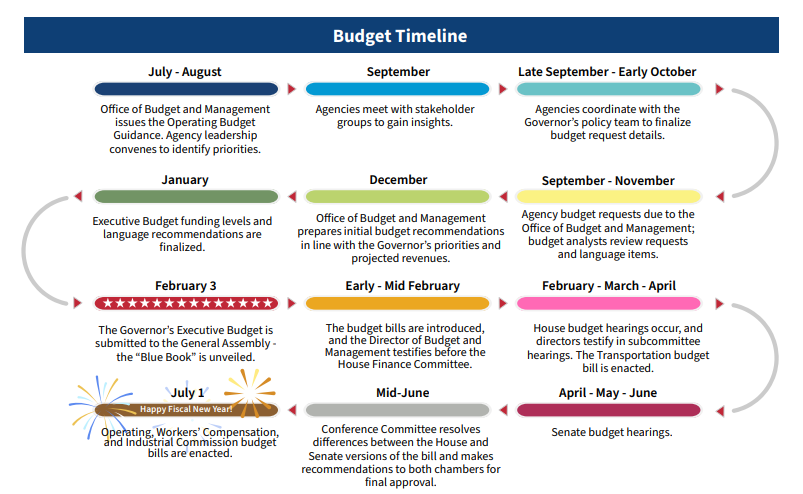 Budget Timeline
July - August
Office of Budget and Management
issues the Operating Budget
Guidance. Agency leadership
convenes to identify priorities.
September
Agencies meet with stakeholder
groups to gain insights.
Late September - Early October
Agencies coordinate with the
Governor’s policy team to finalize
budget request details.
September - November
Agency budget requests due to the
Office of Budget and Management;
budget analysts review requests
and language items.
December
Office of Budget and Management
prepares initial budget recommendations
in line with the Governor’s priorities and
projected revenues.
January
Executive Budget funding levels and
language recommendations are
finalized.
February 3
The Governor’s Executive Budget is
submitted to the General Assembly -
the “Blue Book” is unveiled.
Early - Mid February
The budget bills are introduced,
and the Director of Budget and
Management testifies before the
House Finance Committee.
February - March - April
House budget hearings occur, and
directors testify in subcommittee
hearings. The Transportation budget
bill is enacted.
April - May - June
Senate budget hearings.
Mid-June
Conference Committee resolves
differences between the House and
Senate versions of the bill and makes
recommendations to both chambers for
final approval.
July 1
Happy Fiscal New Year!
Operating, Workers’ Compensation,
and Industrial Commission budget
bills are enacted.